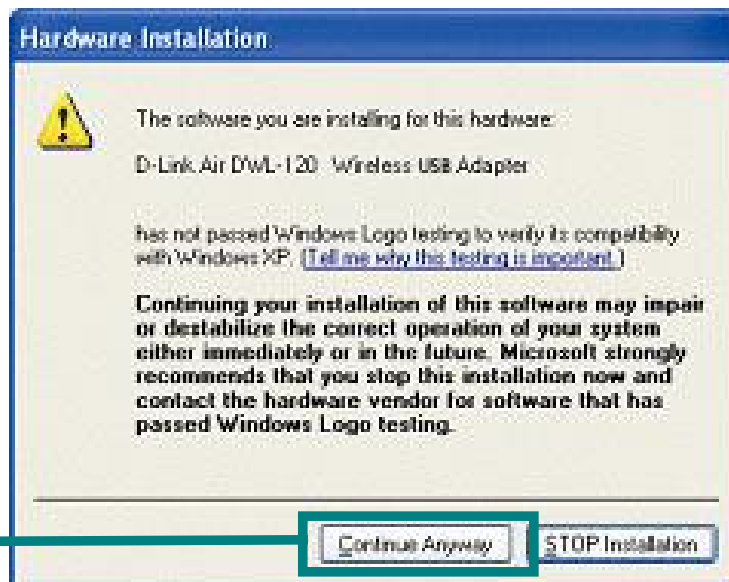 Hardware Installation
The software you are installing for this hardware:
D-Link Air DWL-120 Wireless USB Adapter
has not passed Windows Logo testing to verify its compatibility
with Windows XP. (Tell me why this testing is important.)
Continuing your installation of this software may impair
or destabilize the correct operation of your system
either immediately or in the future. Microsoft strongly
recommends that you stop this installation now and
contact the hardware vendor for software that has
passed Windows Logo testing.
Continue Anyway
STOP Installation